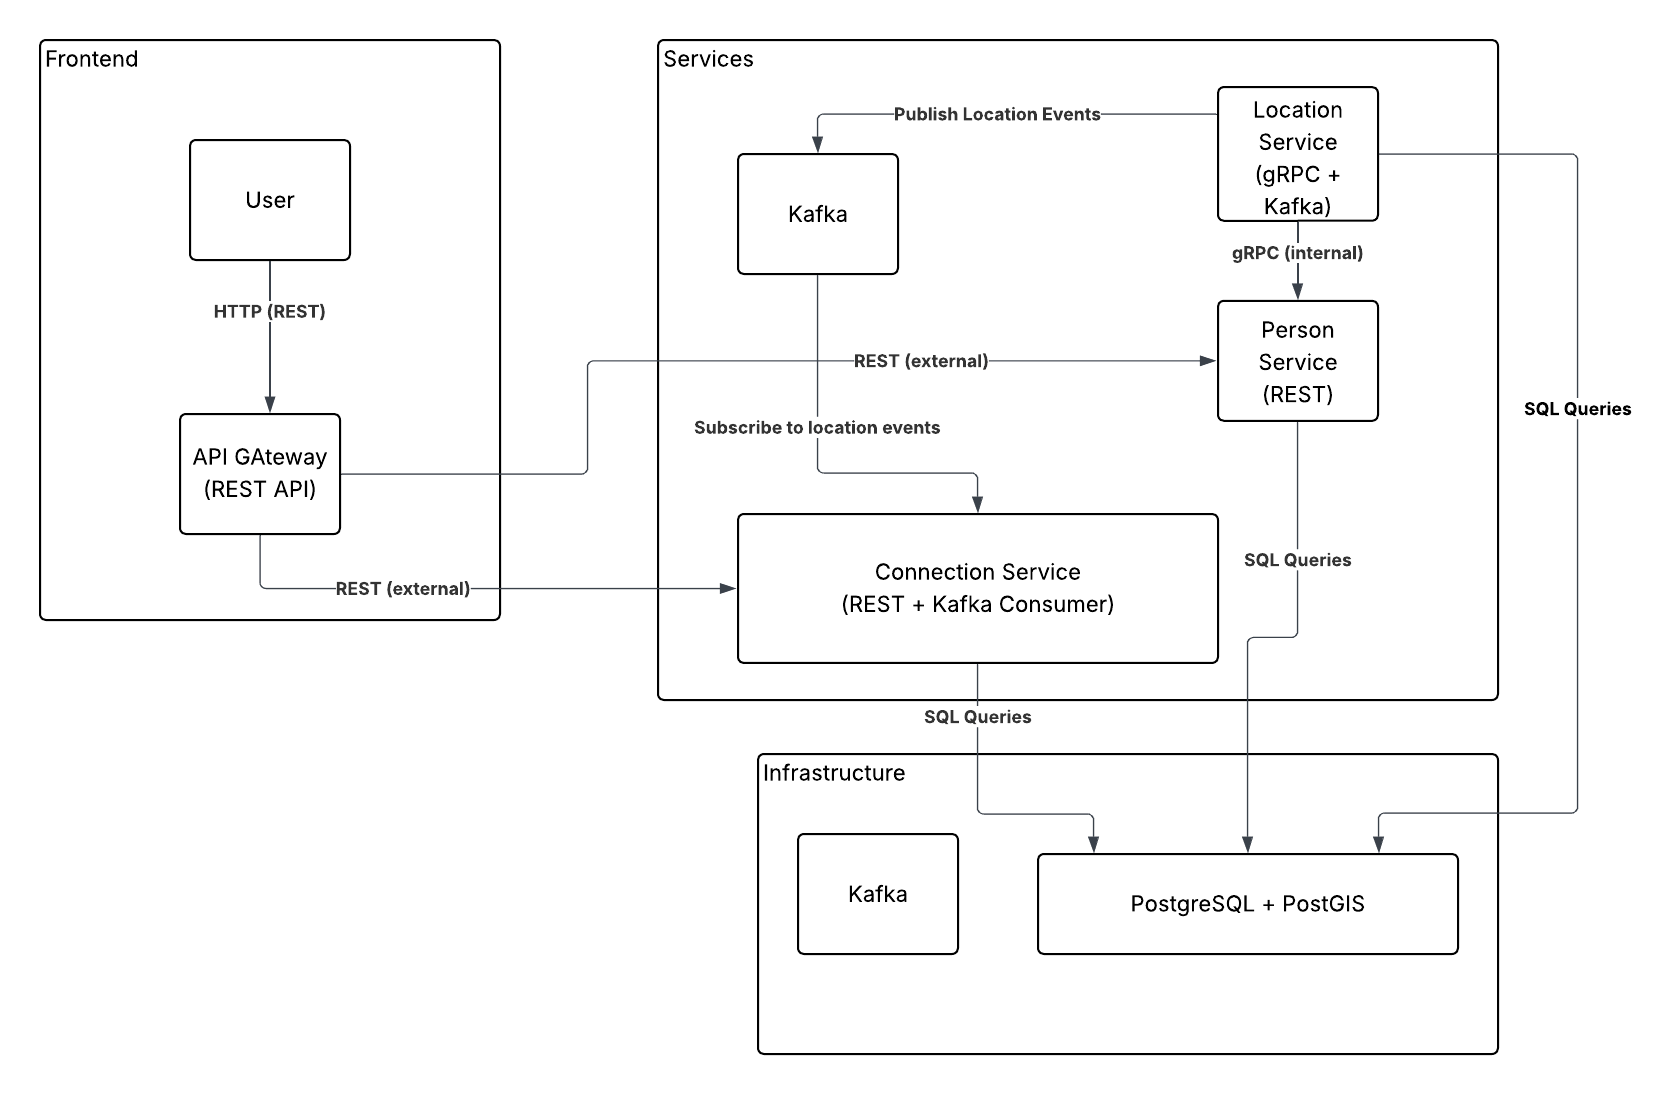 Frontend
User
HTTP (REST)
API GAteway
(REST API)
REST (external)
Services
Publish Location Events
Location
Service
(gRPC +
Kafka)
Kafka
gRPC (internal)
Person
Service
(REST)
REST (external)
SQL Queries
Subscribe to location events
Connection Service
(REST + Kafka Consumer)
SQL Queries
SQL Queries
Infrastructure
Kafka
PostgreSQL + PostGIS